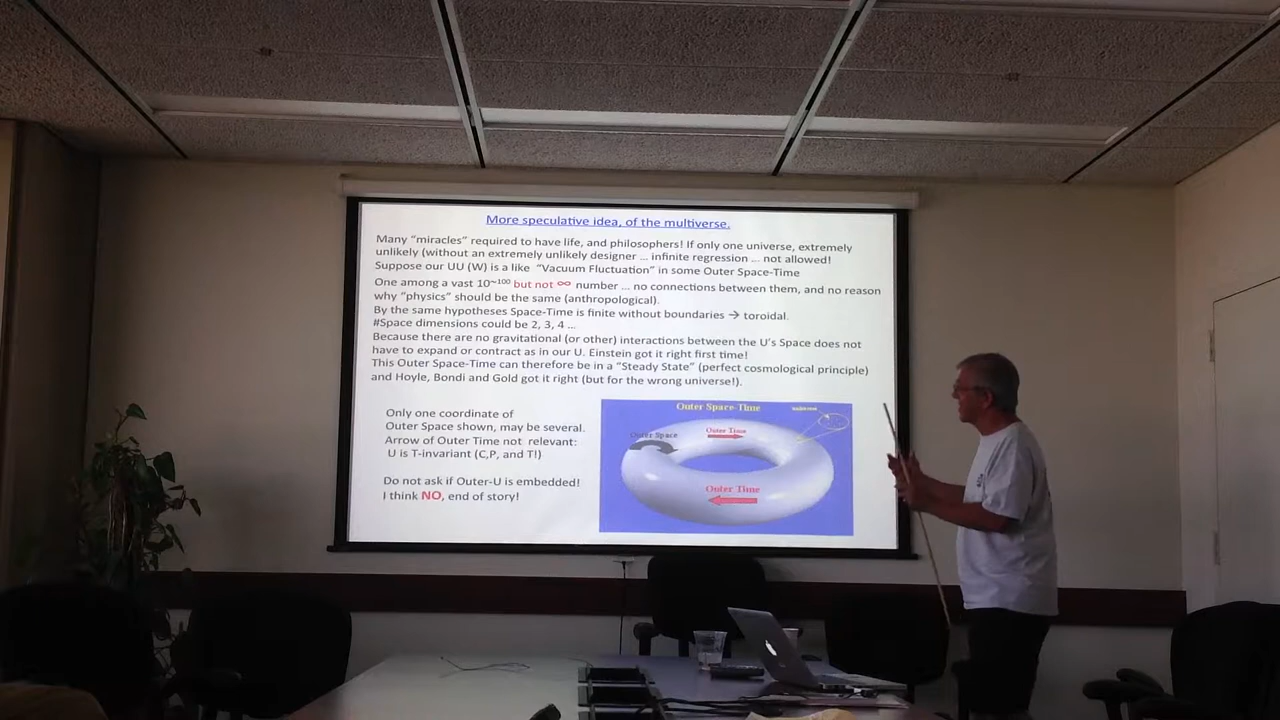 More speculative idea, of the multiverse.
Many “miracles” required to have life, and philosophers! If only one universe, extremely
unlikely (without an extremely unlikely designer ... infinite regression ... not allowed!
Suppose our UU (W) is a like “Vacuum Fluctuation” in some Outer Space-Time
One among a vast 10~100 but not ∞ number ... no connections between them, and no reason
why “physics” should be the same (anthropological).
By the same hypotheses Space-Time is finite without boundaries → toroidal.
#Space dimensions could be 2, 3, 4 ...
Because there are no gravitational (or other) interactions between the U's Space does not
have to expand or contract as in our U. Einstein got it right first time!
This Outer Space-Time can therefore be in a “Steady State” (perfect cosmological principle)
and Hoyle, Bondi and Gold got it right (but for the wrong universe!).
Only one coordinate of
Outer Space shown, may be several.
Arrow of Outer Time not relevant:
U is T-invariant (C,P, and T!)
Do not ask if Outer-U is embedded!
I think NO, end of story!
Outer Space-Time
Outer Space
Outer Time
Outer Time